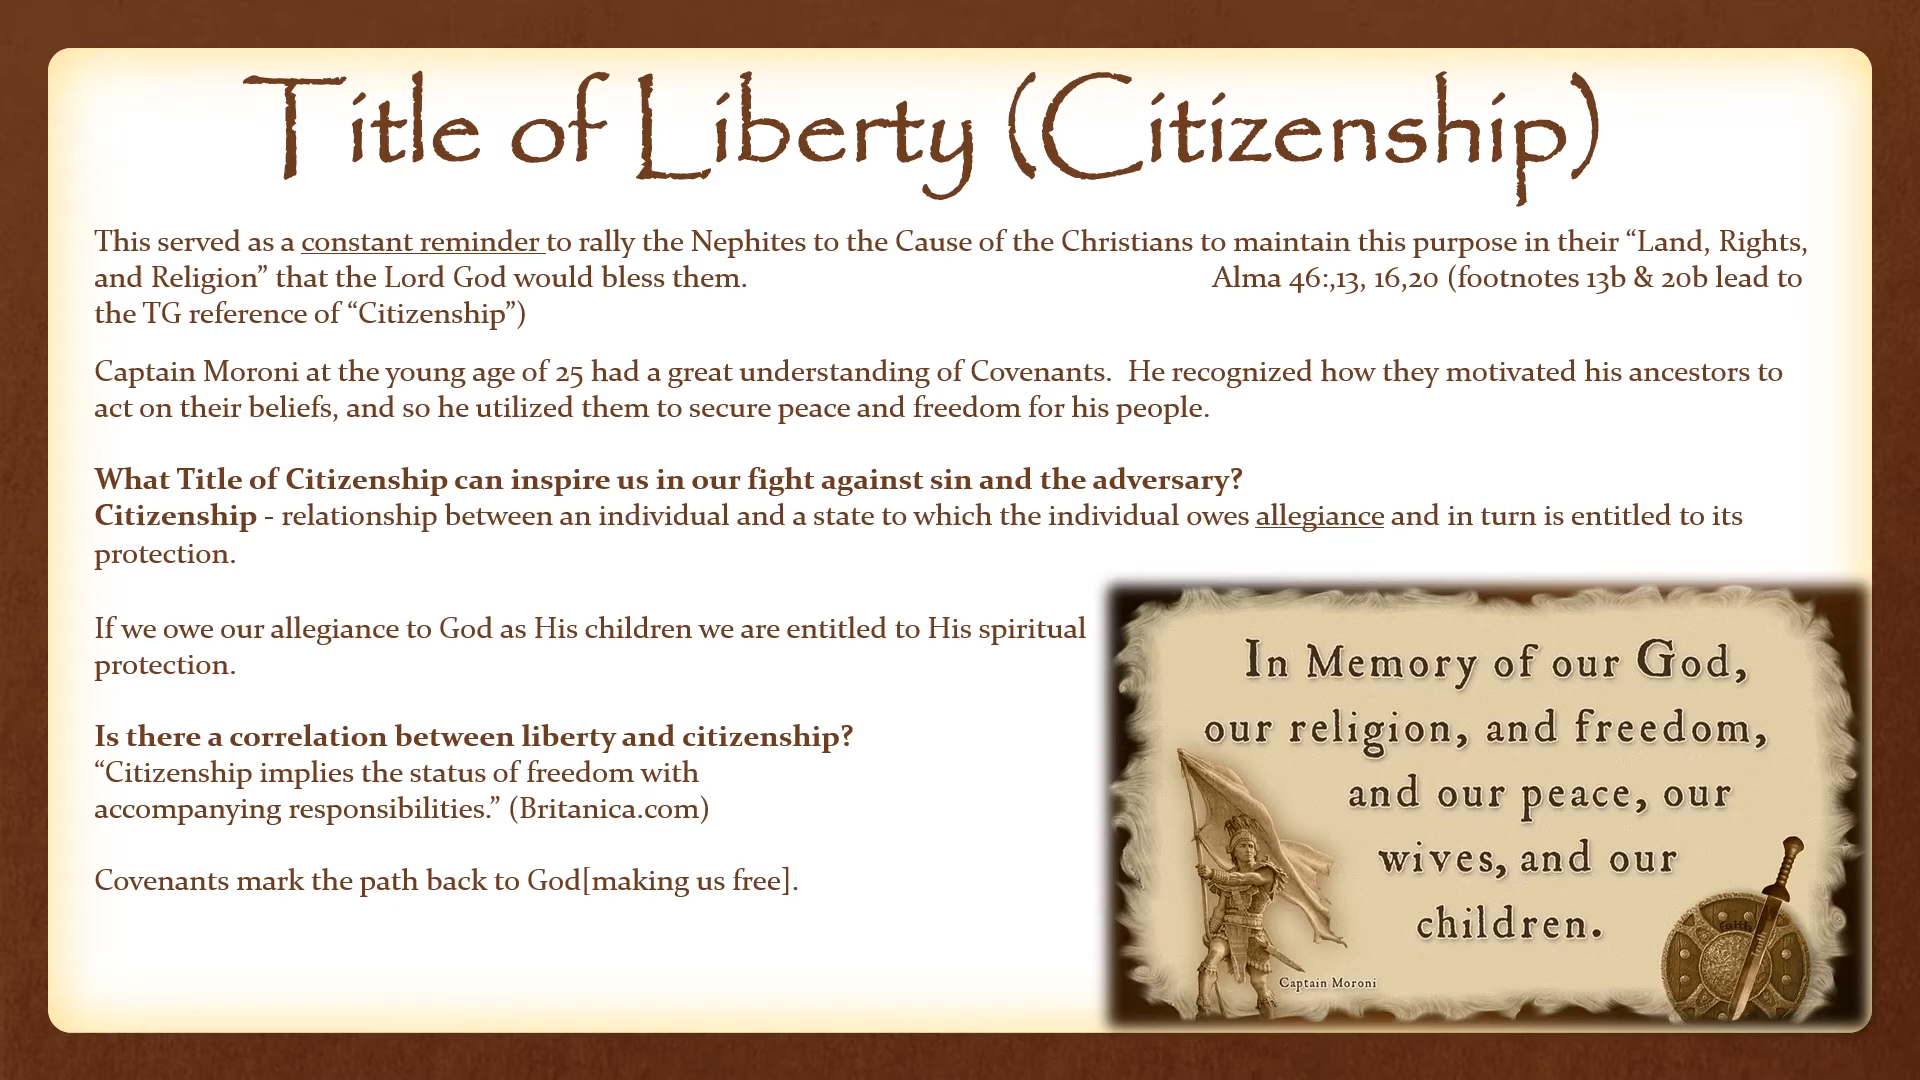 Title of Liberty (Citizenship)
This served as a constant reminder to rally the Nephites to the Cause of the Christians to maintain this purpose in their “Land, Rights,
and Religion” that the Lord God would bless them. Alma 46:,13, 16,20 (footnotes 13b & 20b lead to
the TG reference of “Citizenship”)
Captain Moroni at the young age of 25 had a great understanding of Covenants. He recognized how they motivated his ancestors to
act on their beliefs, and so he utilized them to secure peace and freedom for his people.
What Title of Citizenship can inspire us in our fight against sin and the adversary?
Citizenship - relationship between an individual and a state to which the individual owes allegiance and in turn is entitled to its
protection.
If we owe our allegiance to God as His children we are entitled to His spiritual
protection.
Is there a correlation between liberty and citizenship?
“Citizenship implies the status of freedom with
accompanying responsibilities.” (Britanica.com)
Covenants mark the path back to God[making us free].
In Memory of our God,
our religion, and freedom,
and our peace, our
wives, and our
children.
faith
Captain Moroni